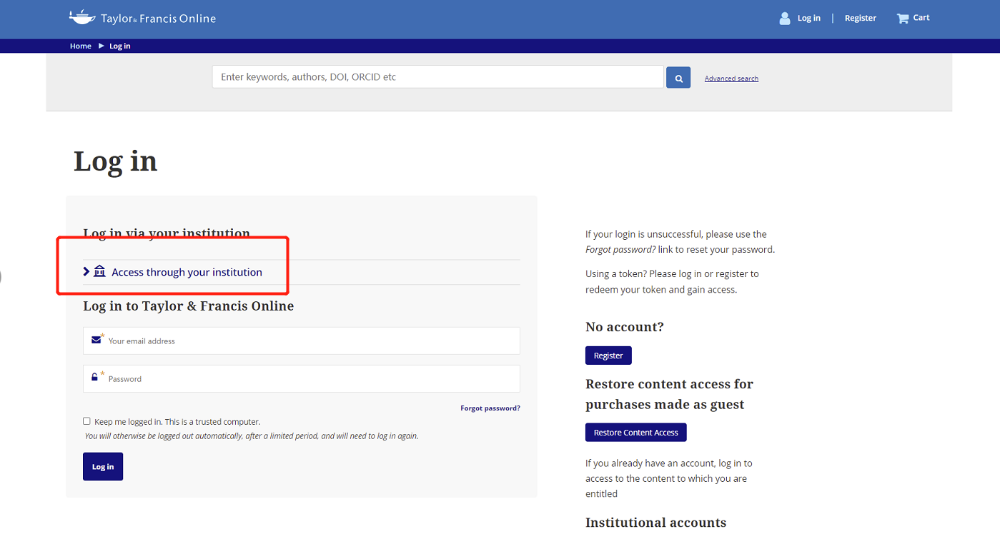 Taylor & Francis Online
Log in
Register
Cart
Home
Log in
Enter keywords, authors, DOI, ORCID etc
Advanced search
Log in
Log in via your institution
Access through your institution
Log in to Taylor & Francis Online
* Your email address
* Password
Forgot password?
Keep me logged in. This is a trusted computer.
You will otherwise be logged out automatically, after a limited period, and will need to log in again.
Log in
If your login is unsuccessful, please use the
Forgot password? link to reset your password.
Using a token? Please log in or register to
redeem your token and gain access.
No account?
Register
Restore content access for
purchases made as guest
Restore Content Access
If you already have an account, log in to
access to the content to which you are
entitled
Institutional accounts